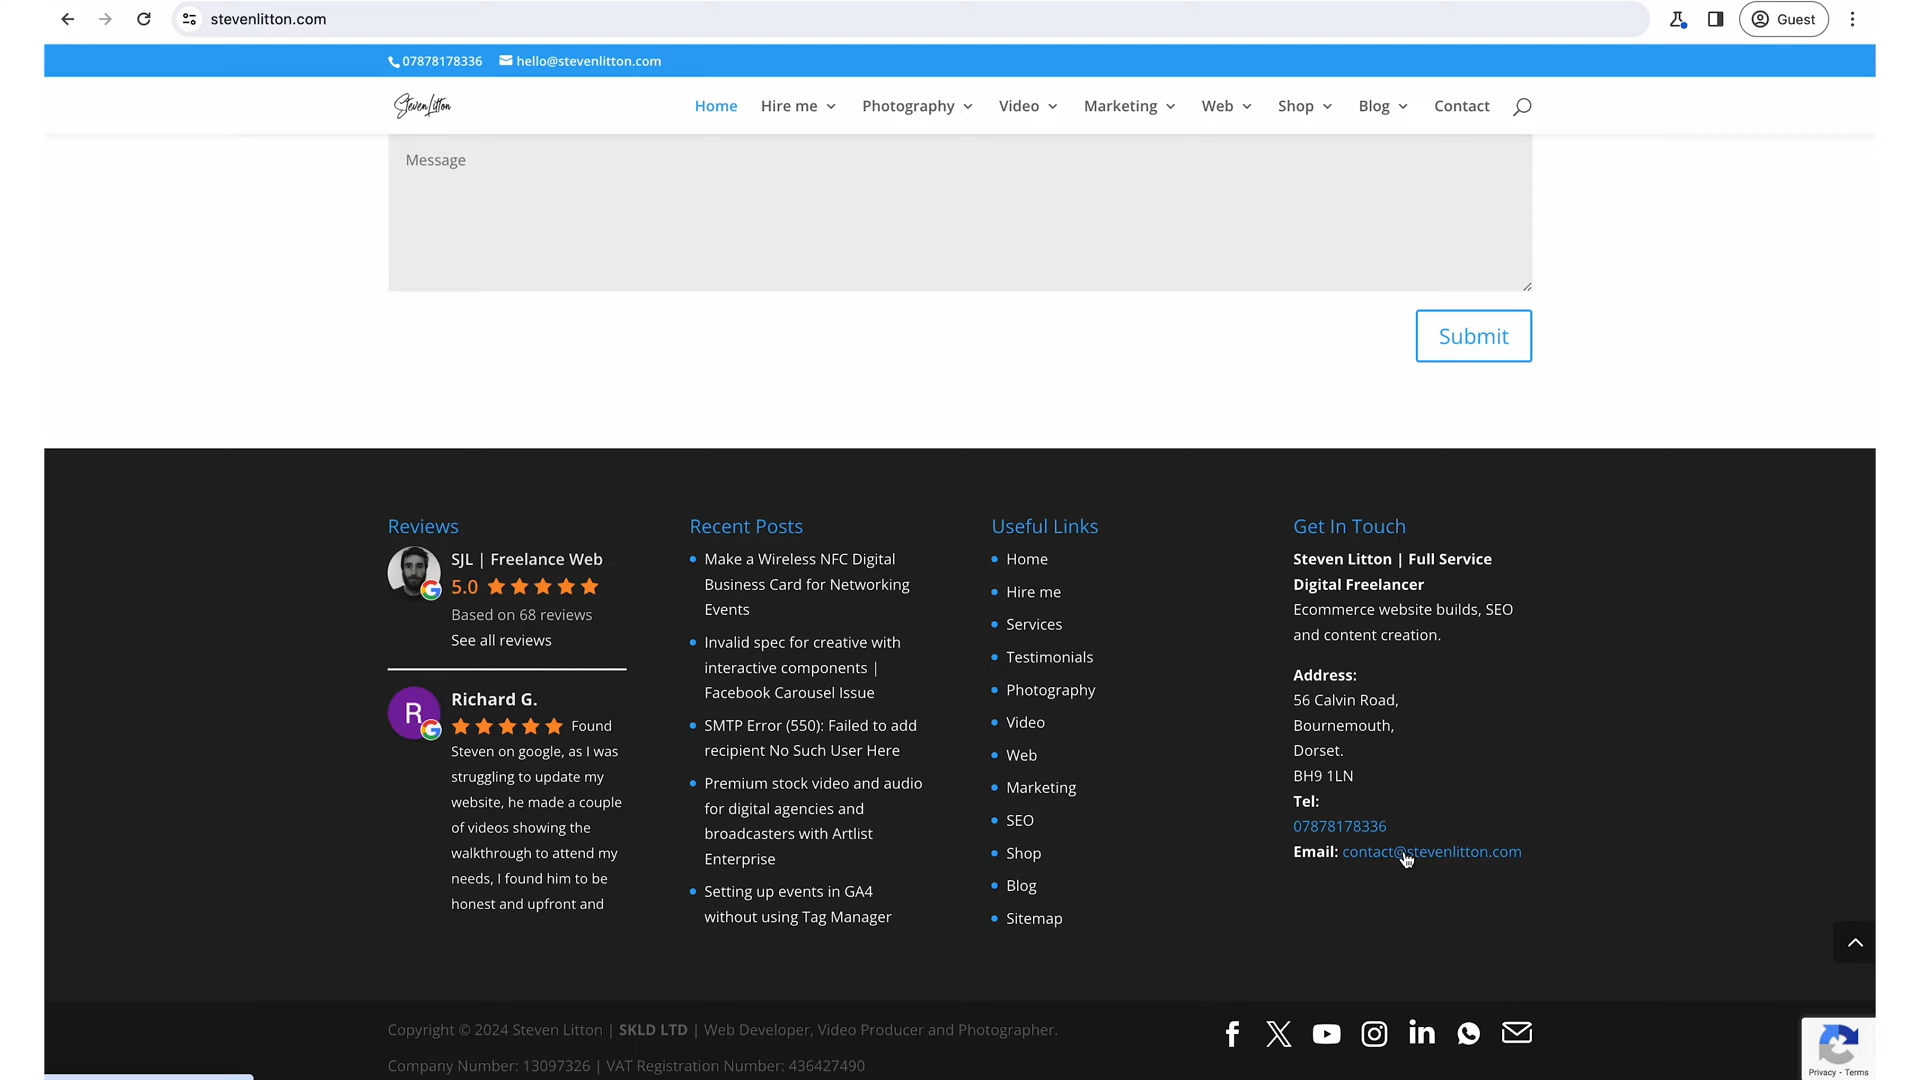 stevenlitton.com
Guest
07878178336
hello@stevenlitton.com
Steven Litton
Home
Hire me
Photography
Video
Marketing
Web
Shop
Blog
Contact
Message
Submit
Reviews
SJL | Freelance Web ...
5.0
Based on 68 reviews
See all reviews
Richard G.
Found
Steven on google, as I was
struggling to update my
website, he made a couple
of videos showing the
walkthrough to attend my
needs, I found him to be
honest and upfront and
Recent Posts
Make a Wireless NFC Digital
Business Card for Networking
Events
Invalid spec for creative with
interactive components |
Facebook Carousel Issue
SMTP Error (550): Failed to add
recipient No Such User Here
Premium stock video and audio
for digital agencies and
broadcasters with Artlist
Enterprise
Setting up events in GA4
without using Tag Manager
Useful Links
Home
Hire me
Services
Testimonials
Photography
Video
Web
Marketing
SEO
Shop
Blog
Sitemap
Get In Touch
Steven Litton | Full Service
Digital Freelancer
Ecommerce website builds, SEO
and content creation.
Address:
56 Calvin Road,
Bournemouth,
Dorset.
BH9 1LN
Tel:
07878178336
Email: contact@stevenlitton.com
Copyright © 2024 Steven Litton | SKLD LTD | Web Developer, Video Producer and Photographer.
Company Number: 13097326 | VAT Registration Number: 436427490
Privacy - Terms